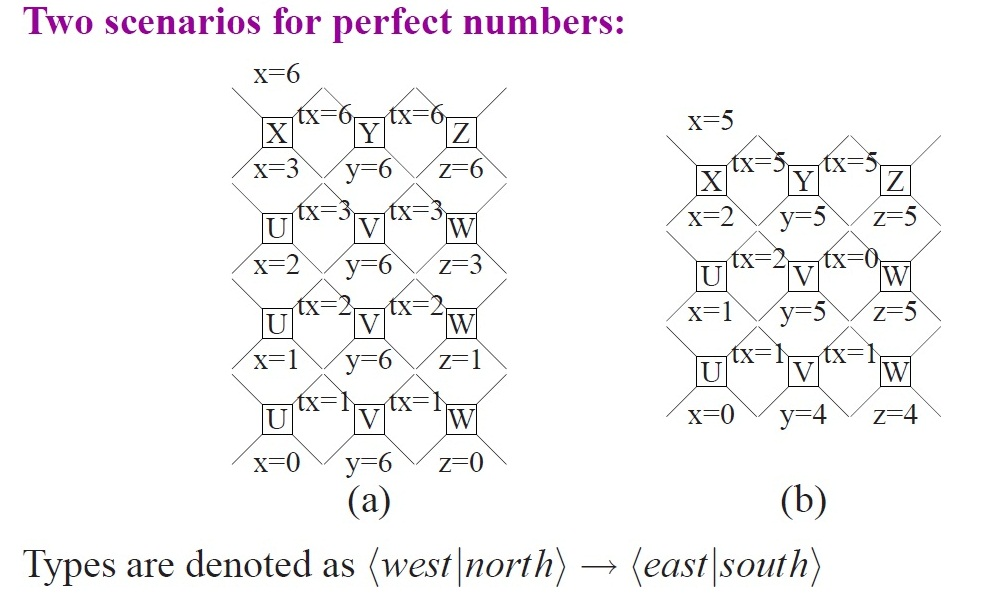 Two scenarios for perfect numbers:
x=6
tx=6 tx=6
X Y Z
x=3 y=6 z=6
tx=3 tx=3
U V W
x=2 y=6 z=3
tx=2 tx=2
U V W
x=1 y=6 z=1
tx=1 tx=1
U V W
x=0 y=6 z=0
(a)
x=5
tx=5 tx=5
X Y Z
x=2 y=5 z=5
tx=2 tx=0
U V W
x=1 y=5 z=5
tx=1 tx=1
U V W
x=0 y=4 z=4
(b)
Types are denoted as ⟨west|north⟩ → ⟨east|south⟩